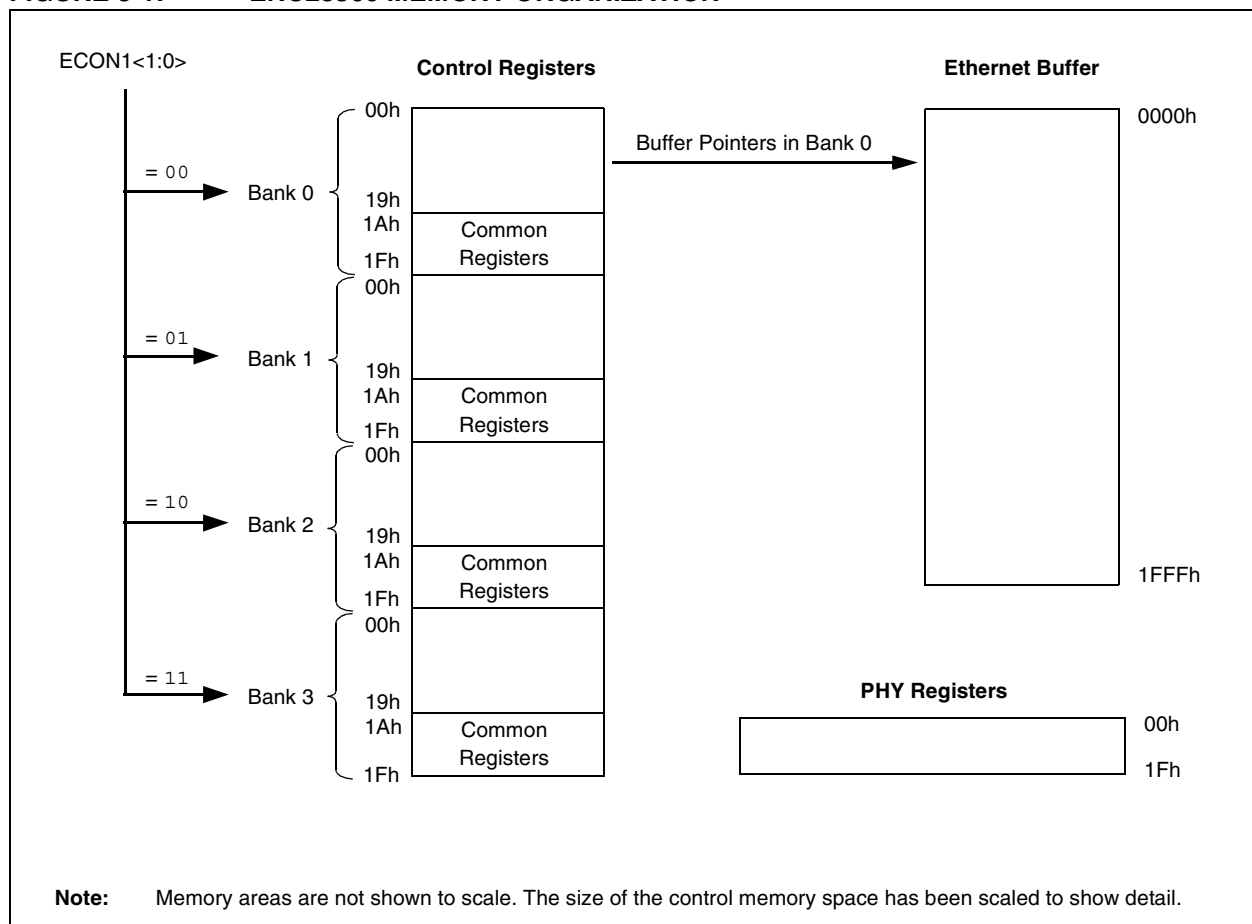 ECON1<1:0>
Control Registers
Ethernet Buffer
00h
0000h
Buffer Pointers in Bank 0
= 00
Bank 0
19h
1Ah
Common
Registers
1Fh
00h
= 01
Bank 1
19h
1Ah
Common
Registers
1Fh
00h
= 10
Bank 2
19h
1Ah
Common
Registers
1Fh
1FFFh
00h
= 11
Bank 3
19h
1Ah
Common
Registers
1Fh
PHY Registers
00h
1Fh
Note: Memory areas are not shown to scale. The size of the control memory space has been scaled to show detail.